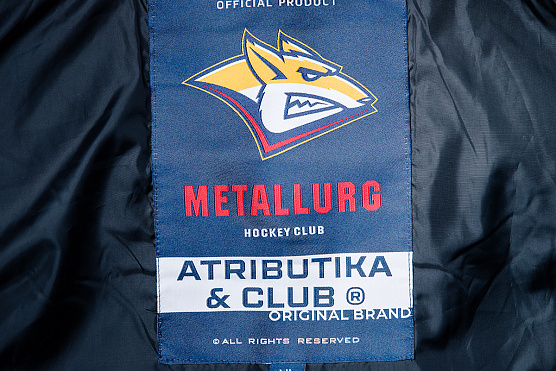 OFFICIAL PRODUCT
METALLURG
HOCKEY CLUB
ATRIBUTIKA
& CLUB ®
ORIGINAL BRAND
© ALL RIGHTS RESERVED